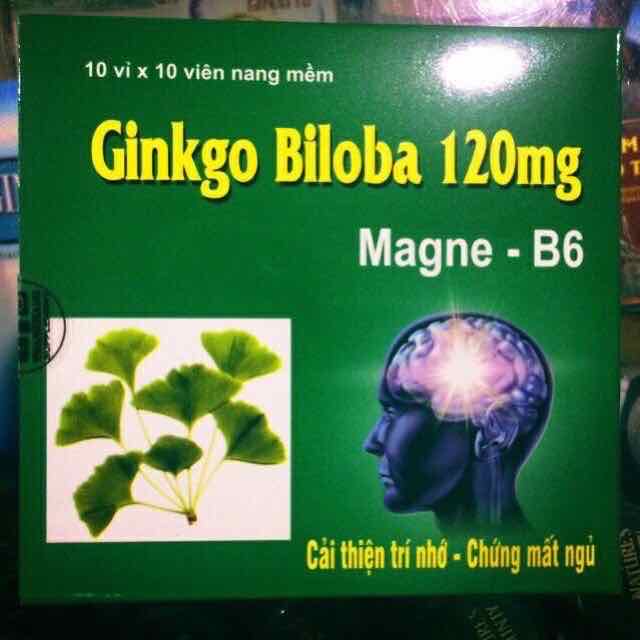 10 vỉ x 10 viên nang mềm
Ginkgo Biloba 120mg
Magne - B6
Cải thiện trí nhớ - Chứng mất ngủ